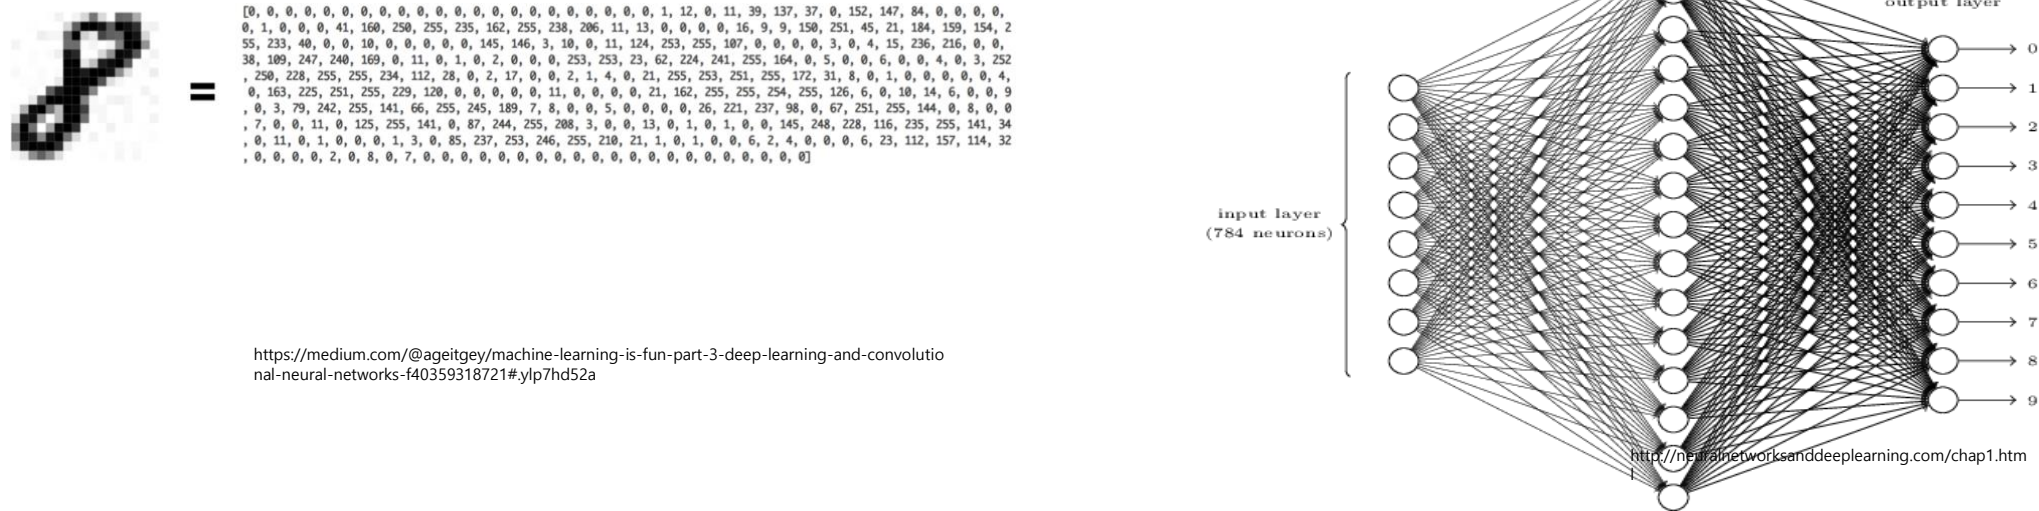 [0, 0, 0, 0, 0, 0, 0, 0, 0, 0, 0, 0, 0, 0, 0, 0, 0, 0, 0, 0, 0, 0, 0, 1, 12, 0, 11, 39, 137, 37, 0, 152, 147, 84, 0, 0, 0, 0,
0, 1, 0, 0, 0, 41, 160, 250, 255, 235, 162, 255, 238, 206, 11, 13, 0, 0, 0, 0, 16, 9, 9, 150, 251, 45, 21, 184, 159, 154, 2
55, 233, 40, 0, 0, 10, 0, 0, 0, 0, 0, 0, 145, 146, 3, 10, 0, 11, 124, 253, 255, 107, 0, 0, 0, 0, 3, 0, 4, 15, 236, 216, 0, 0,
38, 109, 247, 240, 169, 0, 11, 0, 1, 0, 2, 0, 0, 0, 253, 253, 23, 62, 224, 241, 255, 164, 0, 5, 0, 0, 6, 0, 0, 4, 0, 3, 252
, 250, 228, 255, 255, 234, 112, 28, 0, 2, 17, 0, 0, 2, 1, 4, 0, 21, 255, 253, 251, 255, 172, 31, 8, 0, 1, 0, 0, 0, 0, 0, 4,
0, 163, 225, 251, 255, 229, 120, 0, 0, 0, 0, 0, 11, 0, 0, 0, 0, 21, 162, 255, 255, 254, 255, 126, 6, 0, 10, 14, 6, 0, 0, 9
, 0, 3, 79, 242, 255, 141, 66, 255, 245, 189, 7, 8, 0, 0, 5, 0, 0, 0, 0, 26, 221, 237, 98, 0, 67, 251, 255, 144, 0, 8, 0, 0
, 7, 0, 0, 11, 0, 125, 255, 141, 0, 87, 244, 255, 208, 3, 0, 0, 13, 0, 1, 0, 1, 0, 0, 145, 248, 228, 116, 235, 255, 141, 34
, 0, 11, 0, 1, 0, 0, 0, 1, 3, 0, 85, 237, 253, 246, 255, 210, 21, 1, 0, 1, 0, 0, 6, 2, 4, 0, 0, 0, 6, 23, 112, 157, 114, 32
, 0, 0, 0, 0, 2, 0, 8, 0, 7, 0, 0, 0, 0, 0, 0, 0, 0, 0, 0, 0, 0, 0, 0, 0, 0, 0, 0, 0, 0, 0]
=
https://medium.com/@ageitgey/machine-learning-is-fun-part-3-deep-learning-and-convolutio
nal-neural-networks-f40359318721#.ylp7hd52a
output layer
input layer
(784 neurons)
0
1
2
3
4
5
6
7
8
9
http://neuralnetworksanddeeplearning.com/chap1.htm
l